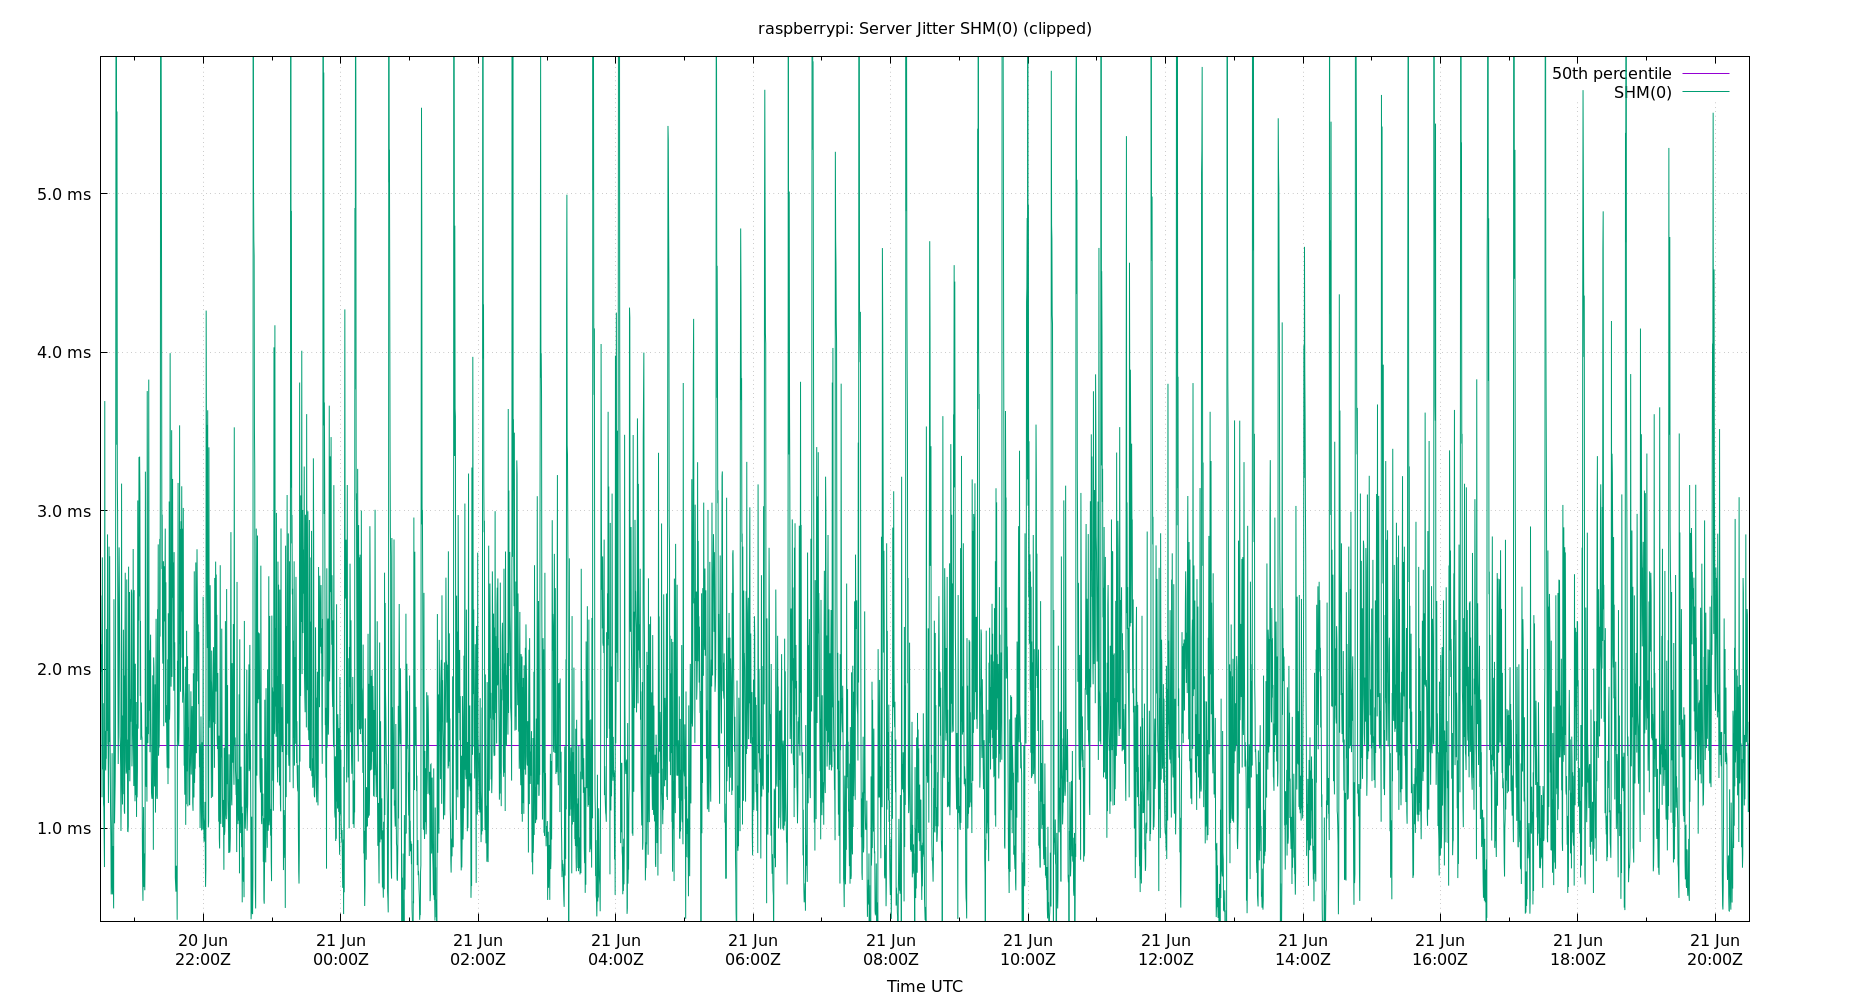 raspberrypi: Server Jitter SHM(0) (clipped)
50th percentile
SHM(0)
5.0 ms
4.0 ms
3.0 ms
2.0 ms
1.0 ms
20 Jun 21 Jun 21 Jun 21 Jun 21 Jun 21 Jun 21 Jun 21 Jun 21 Jun 21 Jun 21 Jun 21 Jun
22:00Z 00:00Z 02:00Z 04:00Z 06:00Z 08:00Z 10:00Z 12:00Z 14:00Z 16:00Z 18:00Z 20:00Z
Time UTC